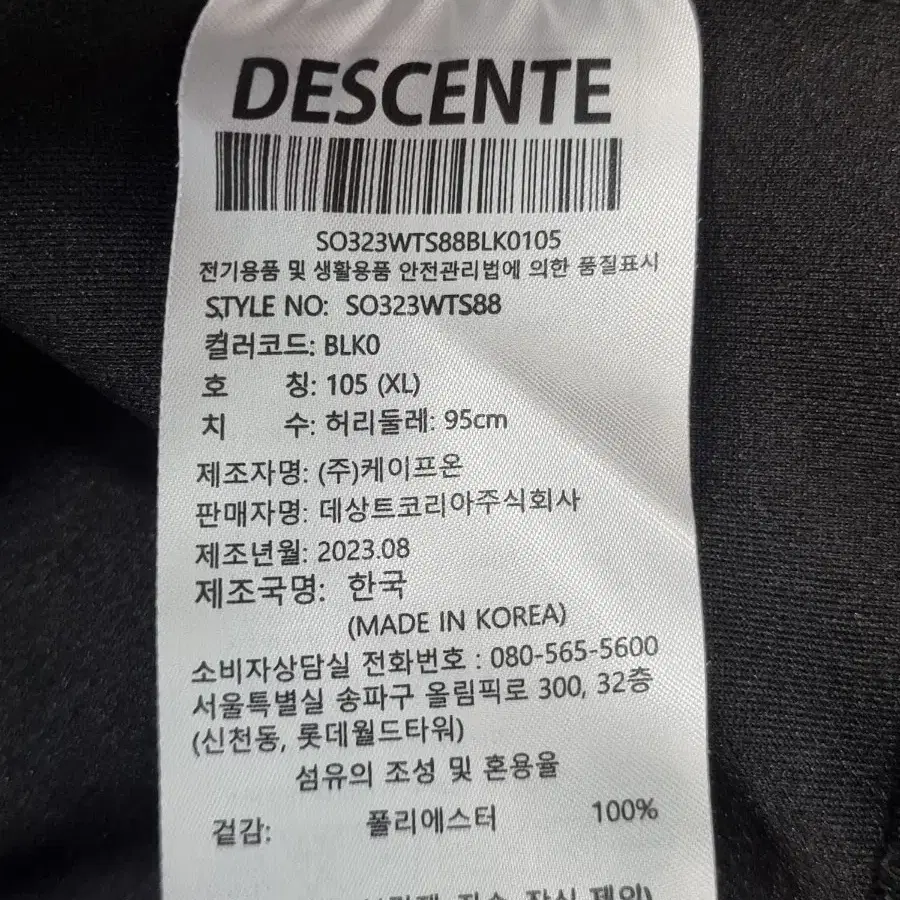 DESCENTE
SO323WTS88BLK0105
전기용품 및 생활용품 안전관리법에 의한 품질표시
STYLE NO: SO323WTS88
컬러코드: BLK0
호 칭: 105 (XL)
치 수: 허리둘레: 95cm
제조자명: (주)케이프온
판매자명: 데상트코리아주식회사
제조년월: 2023.08
제조국명: 한국
(MADE IN KOREA)
소비자상담실 전화번호 : 080-565-5600
서울특별실 송파구 올림픽로 300, 32층
(신천동, 롯데월드타워)
섬유의 조성 및 혼용율
겉감: 폴리에스터 100%
장식 제외)